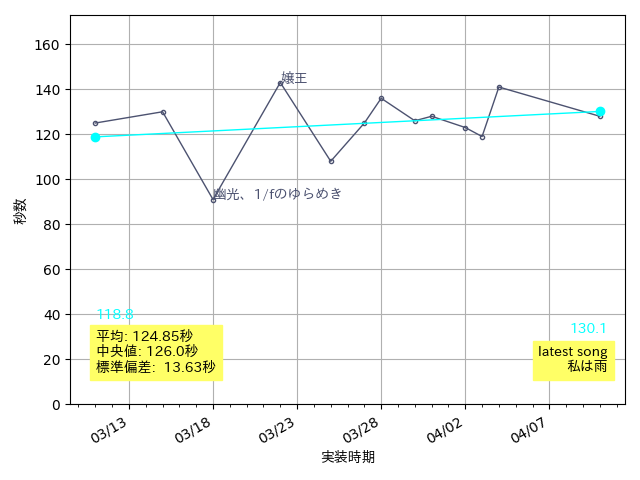 160
140
120
100
80
60
40
20
0
秒数
嬢王
幽光、1/fのゆらめき
118.8
平均: 124.85秒
中央値: 126.0秒
標準偏差: 13.63秒
130.1
latest song
私は雨
03/13
03/18
03/23
03/28
04/02
04/07
実装時期